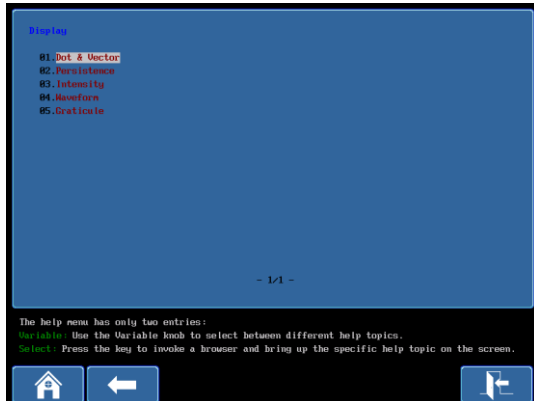 Display
01.Dot & Vector
02.Persistence
03.Intensity
04.Waveform
05.Graticule
- 1/1 -
The help menu has only two entries:
Variable: Use the Variable knob to select between different help topics.
Select: Press the key to invoke a browser and bring up the specific help topic on the screen.